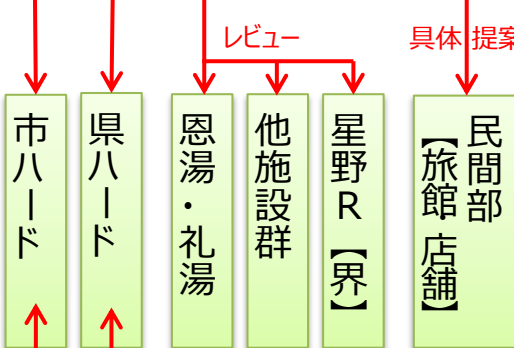 レビュー
具体 提案
市ハード
県ハード
恩湯・礼湯
他施設群
星野R【界】
民間部
【旅館 店舗】